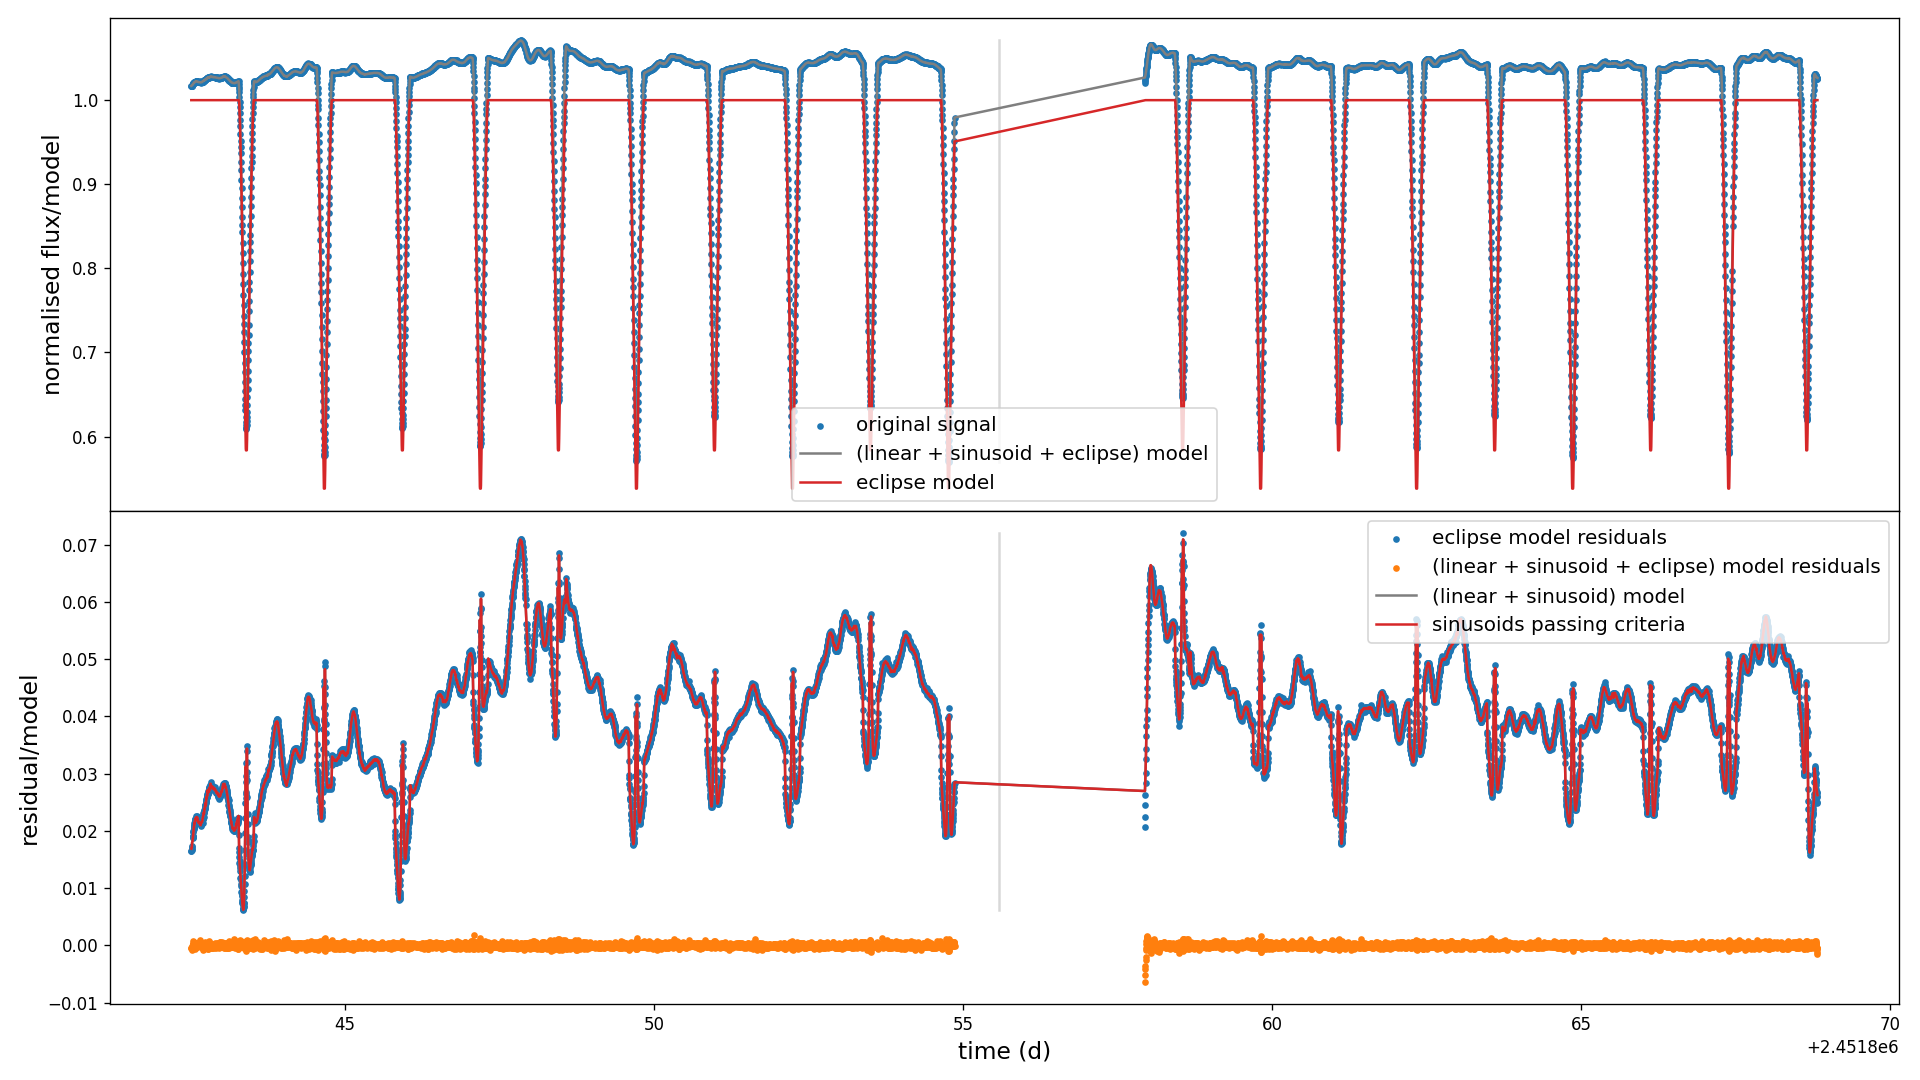 normalised flux/model
1.0
0.9
0.8
0.7
0.6
original signal
(linear + sinusoid + eclipse) model
eclipse model
residual/model
0.07
0.06
0.05
0.04
0.03
0.02
0.01
0.00
−0.01
eclipse model residuals
(linear + sinusoid + eclipse) model residuals
(linear + sinusoid) model
sinusoids passing criteria
45
50
55
60
65
70
time (d)
+2.4518e6